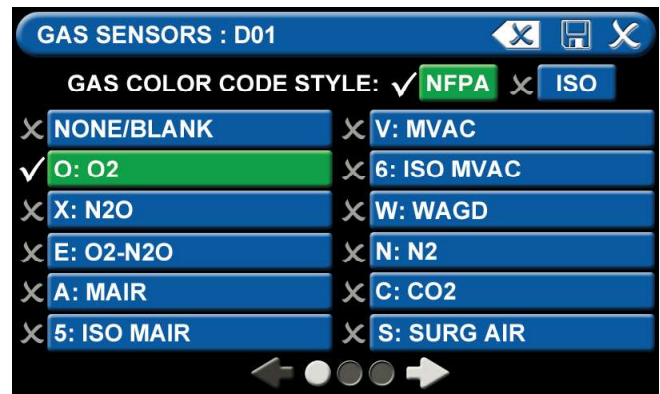 GAS SENSORS : D01
GAS COLOR CODE STYLE: NFPA ISO
NONE/BLANK
O: O2
X: N2O
E: O2-N2O
A: MAIR
5: ISO MAIR
V: MVAC
6: ISO MVAC
W: WAGD
N: N2
C: CO2
S: SURG AIR